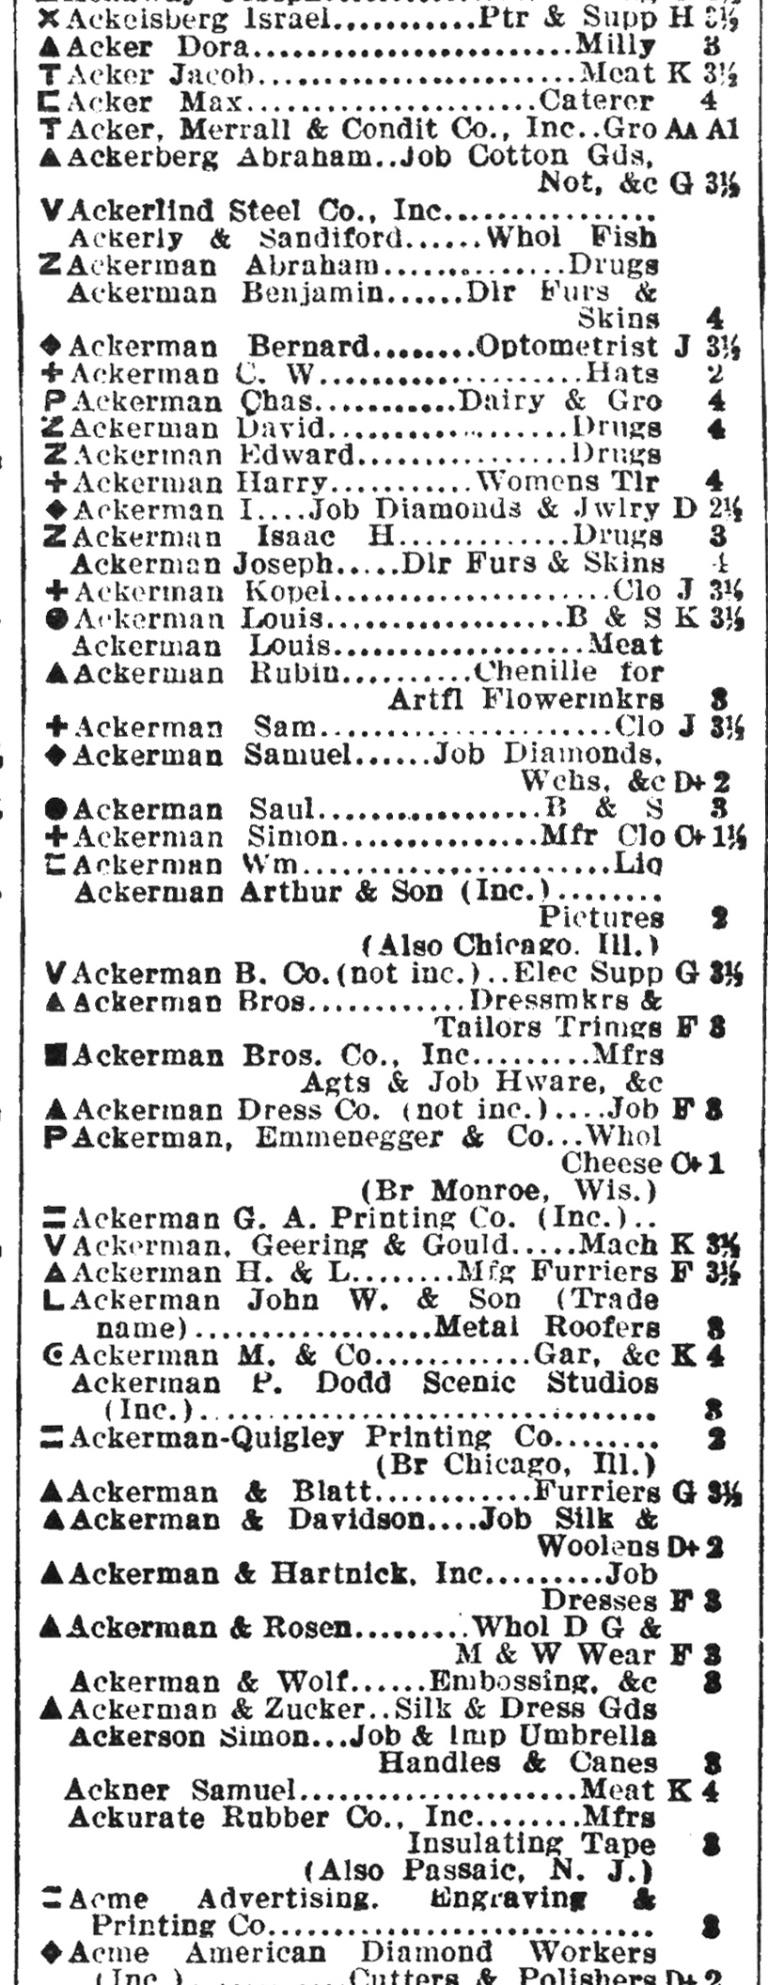 ✕ Ackeisberg Israel...........Ptr & Supp H 3½
▲ Acker Dora........................Milly 3
T Acker Jacob........................Meat K 3½
⊏ Acker Max......................Caterer 4
T Acker, Merrall & Condit Co., Inc..Gro AA A1
▲ Ackerberg Abraham..Job Cotton Gds,
Not, &c G 3½
V Ackerlind Steel Co., Inc................
Ackerly & Sandiford......Whol Fish
Z Ackerman Abraham..............Drugs
Ackerman Benjamin......Dlr Furs &
Skins 4
◆ Ackerman Bernard........Optometrist J 3½
+ Ackerman C. W....................Hats 2
P Ackerman Chas...........Dairy & Gro 4
Z Ackerman David..................Drugs 4
Z Ackerman Edward................Drugs
+ Ackerman Harry...........Womens Tlr 4
◆ Ackerman I....Job Diamonds & Jwlry D 2½
Z Ackerman Isaac H.............Drugs 3
Ackerman Joseph.....Dlr Furs & Skins 4
+ Ackerman Kopel.....................Clo J 3½
● Ackerman Louis..................B & S K 3½
Ackerman Louis....................Meat
▲ Ackerman Rubin..........Chenille for
Artfl Flowermkrs 3
+ Ackerman Sam......................Clo J 3½
◆ Ackerman Samuel......Job Diamonds,
Wchs, &c D+ 2
● Ackerman Saul.................B & S 3
+ Ackerman Simon...............Mfr Clo C+ 1½
⊏ Ackerman Wm.......................Liq
Ackerman Arthur & Son (Inc.)........
Pictures 2
(Also Chicago. Ill.)
V Ackerman B. Co.(not inc.)..Elec Supp G 3½
▲ Ackerman Bros............Dressmkrs &
Tailors Trimgs F 3
■ Ackerman Bros. Co., Inc.........Mfrs
Agts & Job Hware, &c
▲ Ackerman Dress Co. (not inc.)....Job F 3
P Ackerman, Emmenegger & Co...Whol
Cheese C+ 1
(Br Monroe, Wis.)
= Ackerman G. A. Printing Co. (Inc.)..
V Ackerman, Geering & Gould.....Mach K 3½
▲ Ackerman H. & L........Mfg Furriers F 3½
L Ackerman John W. & Son (Trade
name)..................Metal Roofers 3
C Ackerman M. & Co............Gar, &c K 4
Ackerman P. Dodd Scenic Studios
(Inc.)................................... 3
= Ackerman-Quigley Printing Co........ 2
(Br Chicago, Ill.)
▲ Ackerman & Blatt............Furriers G 3½
▲ Ackerman & Davidson....Job Silk &
Woolens D+ 2
▲ Ackerman & Hartnick, Inc.........Job
Dresses F 3
▲ Ackerman & Rosen.........Whol D G &
M & W Wear F 3
Ackerman & Wolf......Embossing, &c 3
▲ Ackerman & Zucker..Silk & Dress Gds
Ackerson Simon...Job & Imp Umbrella
Handles & Canes 3
Ackner Samuel.....................Meat K 4
Ackurate Rubber Co., Inc........Mfrs
Insulating Tape 3
(Also Passaic, N. J.)
= Acme Advertising, Engraving &
Printing Co............................. 3
◆ Acme American Diamond Workers
(Inc.)............Cutters & Polishers D+ 2